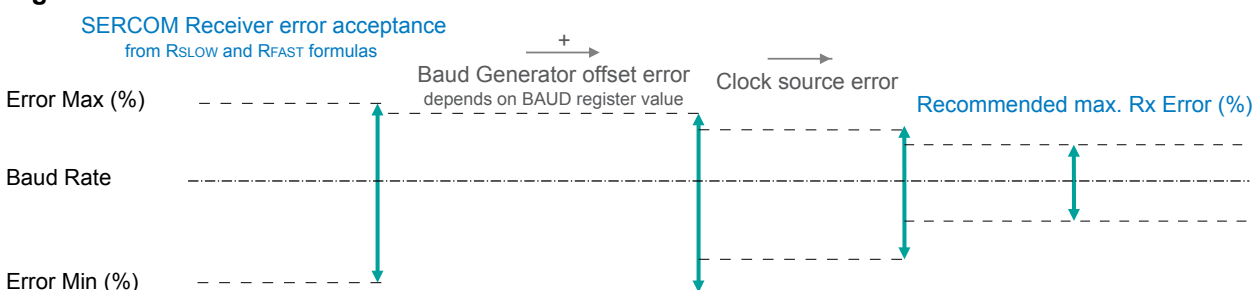 SERCOM Receiver error acceptance
from RSLOW and RFAST formulas
+
Baud Generator offset error
depends on BAUD register value
Clock source error
Recommended max. Rx Error (%)
Error Max (%)
Baud Rate
Error Min (%)